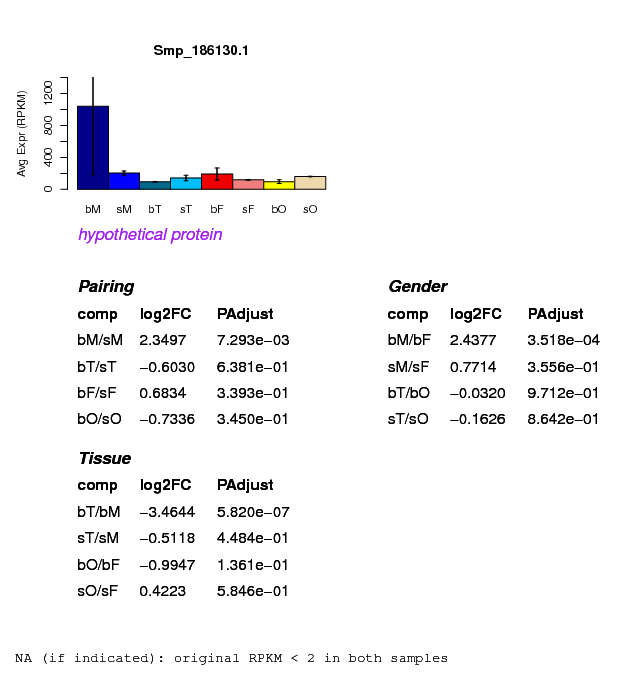 Smp_186130.1
Avg Expr (RPKM)
1200
800
400
0
bM sM bT sT bF sF bO sO
hypothetical protein
Pairing
comp log2FC PAdjust
bM/sM 2.3497 7.293e−03
bT/sT −0.6030 6.381e−01
bF/sF 0.6834 3.393e−01
bO/sO −0.7336 3.450e−01
Gender
comp log2FC PAdjust
bM/bF 2.4377 3.518e−04
sM/sF 0.7714 3.556e−01
bT/bO −0.0320 9.712e−01
sT/sO −0.1626 8.642e−01
Tissue
comp log2FC PAdjust
bT/bM −3.4644 5.820e−07
sT/sM −0.5118 4.484e−01
bO/bF −0.9947 1.361e−01
sO/sF 0.4223 5.846e−01
NA (if indicated): original RPKM < 2 in both samples